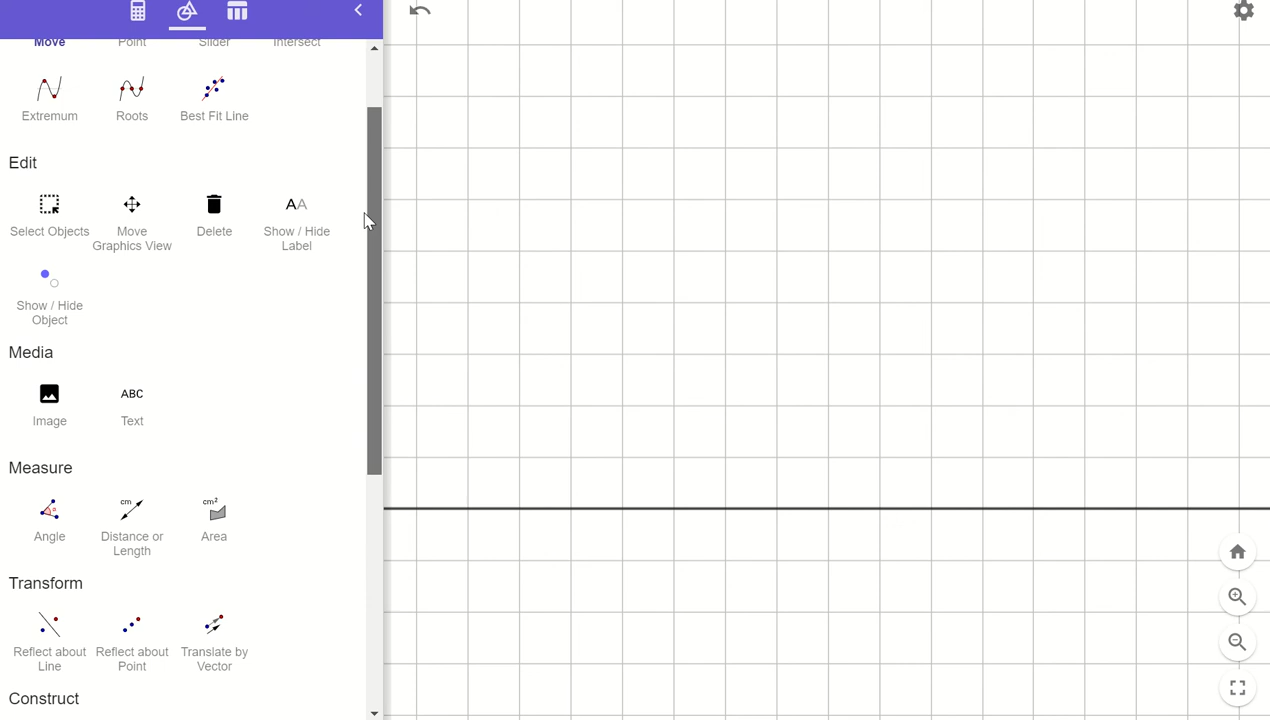 Move Point Slider Intersect
Extremum Roots Best Fit Line
Edit
Select Objects Move Graphics View Delete AA Show / Hide Label
Show / Hide Object
Media
ABC
Image Text
Measure
cm cm²
Angle Distance or Length Area
Transform
Reflect about Line Reflect about Point Translate by Vector
Construct